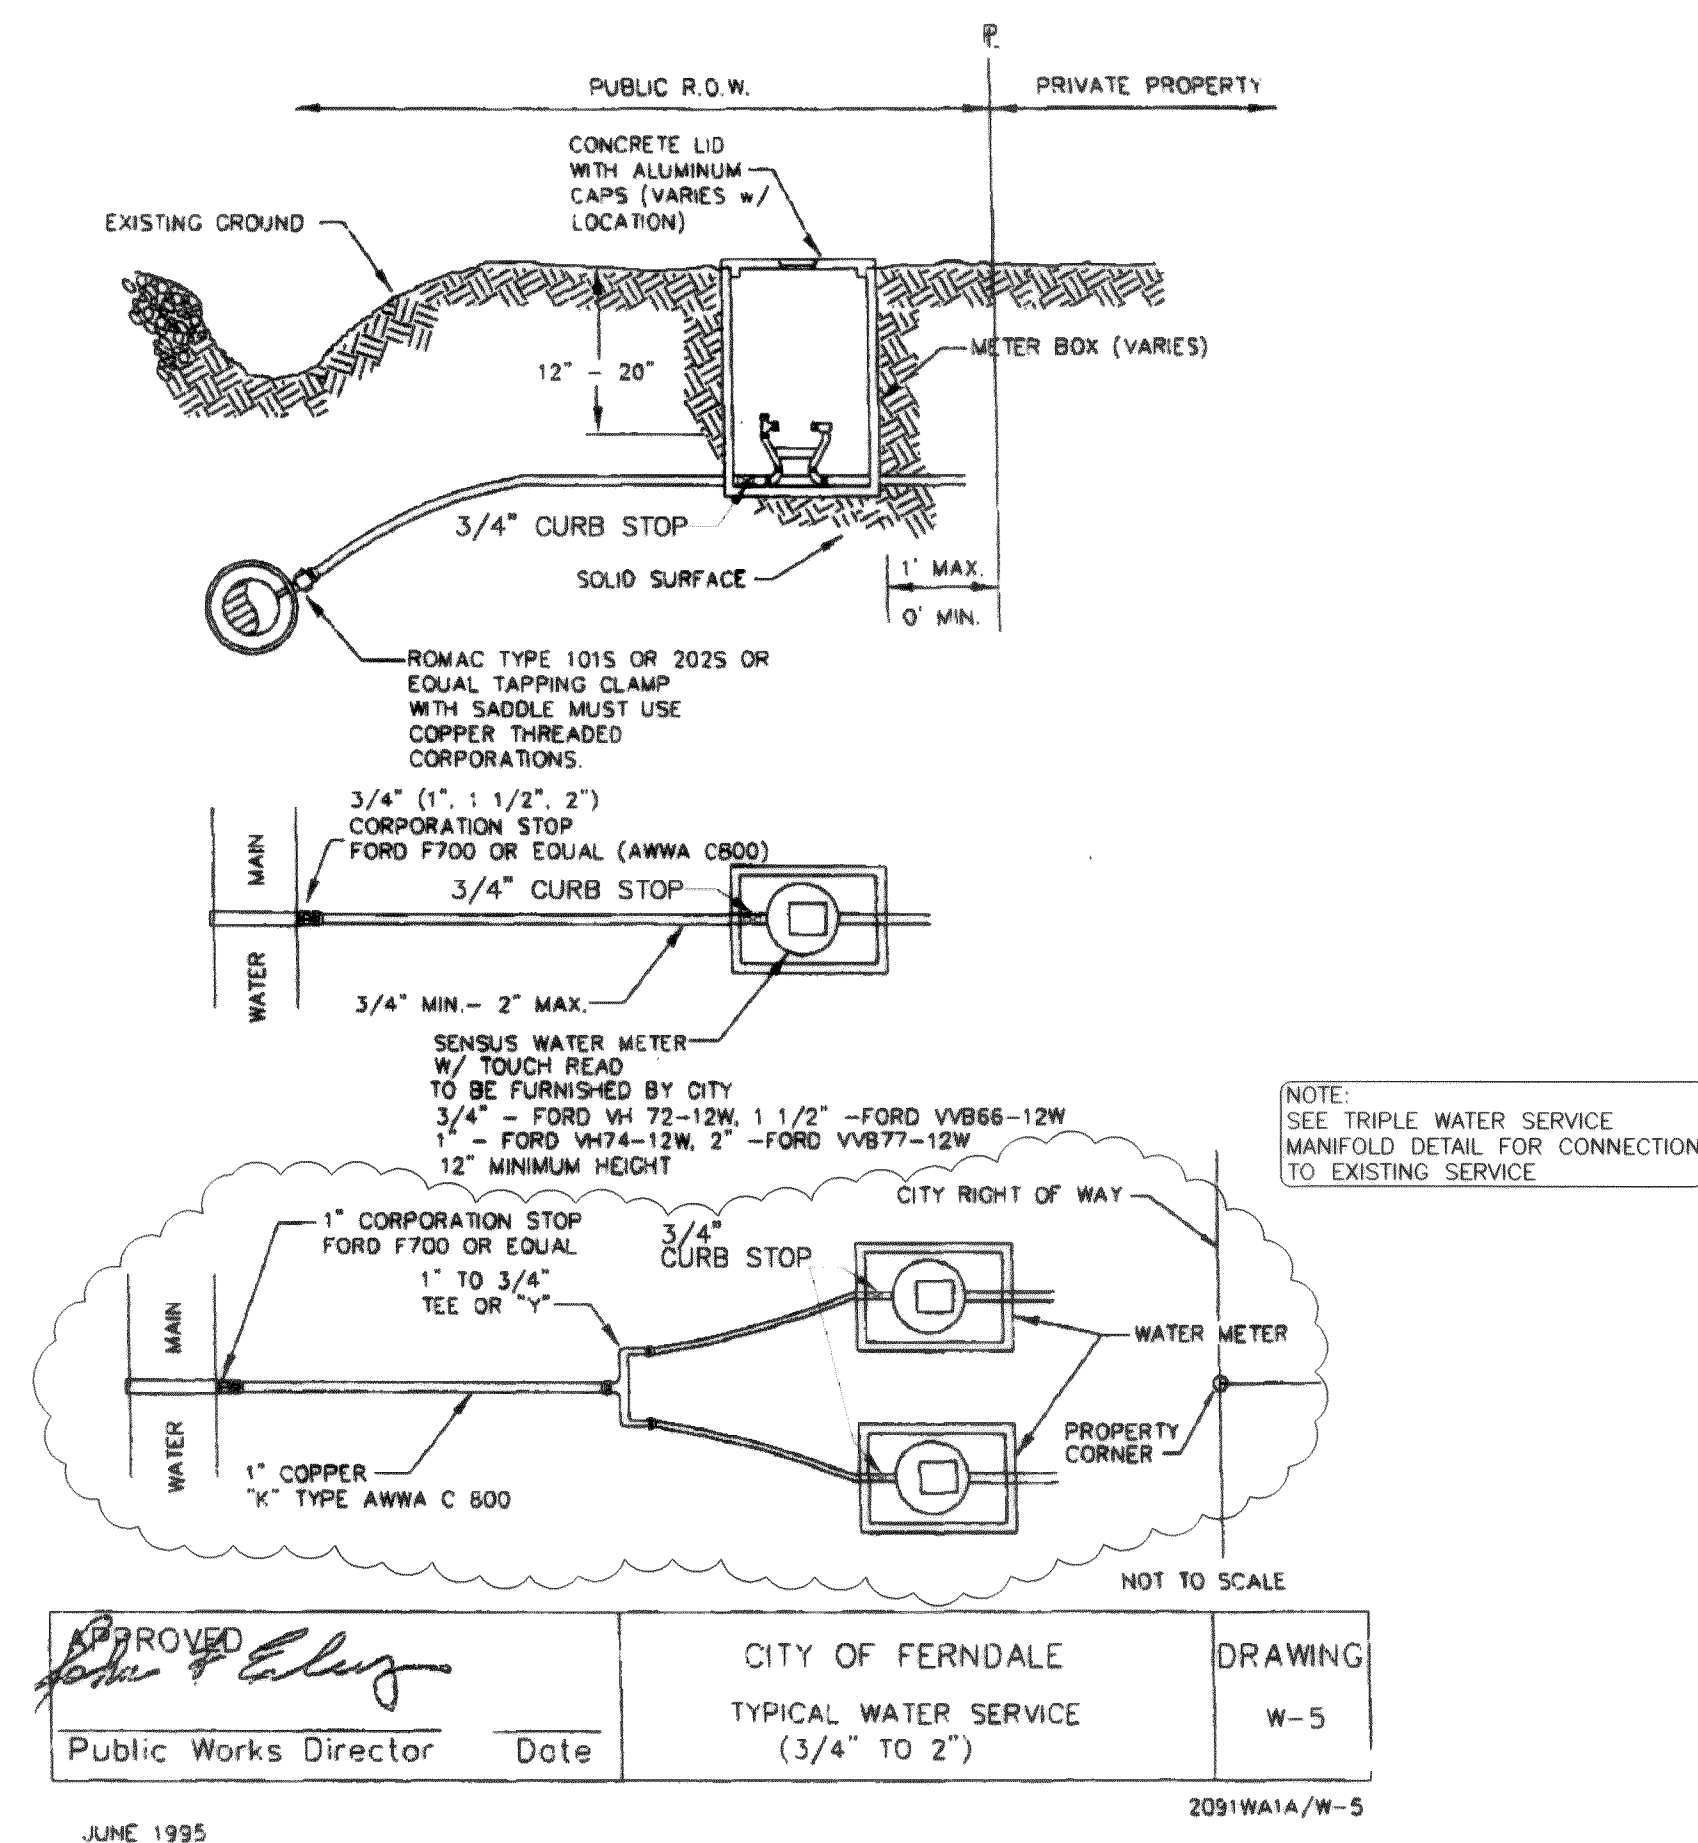 PL
PUBLIC R.O.W.
PRIVATE PROPERTY
CONCRETE LID
WITH ALUMINUM
CAPS (VARIES w/
LOCATION)
EXISTING GROUND
12" - 20"
METER BOX (VARIES)
3/4" CURB STOP
SOLID SURFACE
1' MAX.
0' MIN.
ROMAC TYPE 101S OR 202S OR
EQUAL TAPPING CLAMP
WITH SADDLE MUST USE
COPPER THREADED
CORPORATIONS.
3/4" (1", 1 1/2", 2")
CORPORATION STOP
FORD F700 OR EQUAL (AWWA C800)
3/4" CURB STOP
WATER MAIN
3/4" MIN.- 2" MAX.
SENSUS WATER METER
W/ TOUCH READ
TO BE FURNISHED BY CITY
3/4" - FORD VH 72-12W, 1 1/2" -FORD VVB66-12W
1" - FORD VH74-12W, 2" -FORD VVB77-12W
12" MINIMUM HEIGHT
NOTE:
SEE TRIPLE WATER SERVICE
MANIFOLD DETAIL FOR CONNECTION
TO EXISTING SERVICE
CITY RIGHT OF WAY
1" CORPORATION STOP
FORD F700 OR EQUAL
3/4"
CURB STOP
1" TO 3/4"
TEE OR "Y"
WATER MAIN
WATER METER
PROPERTY
CORNER
1" COPPER
"K" TYPE AWWA C 800
NOT TO SCALE
APPROVED
Public Works Director
Date
CITY OF FERNDALE
TYPICAL WATER SERVICE
(3/4" TO 2")
DRAWING
W-5
2091WA1A/W-5
JUNE 1995